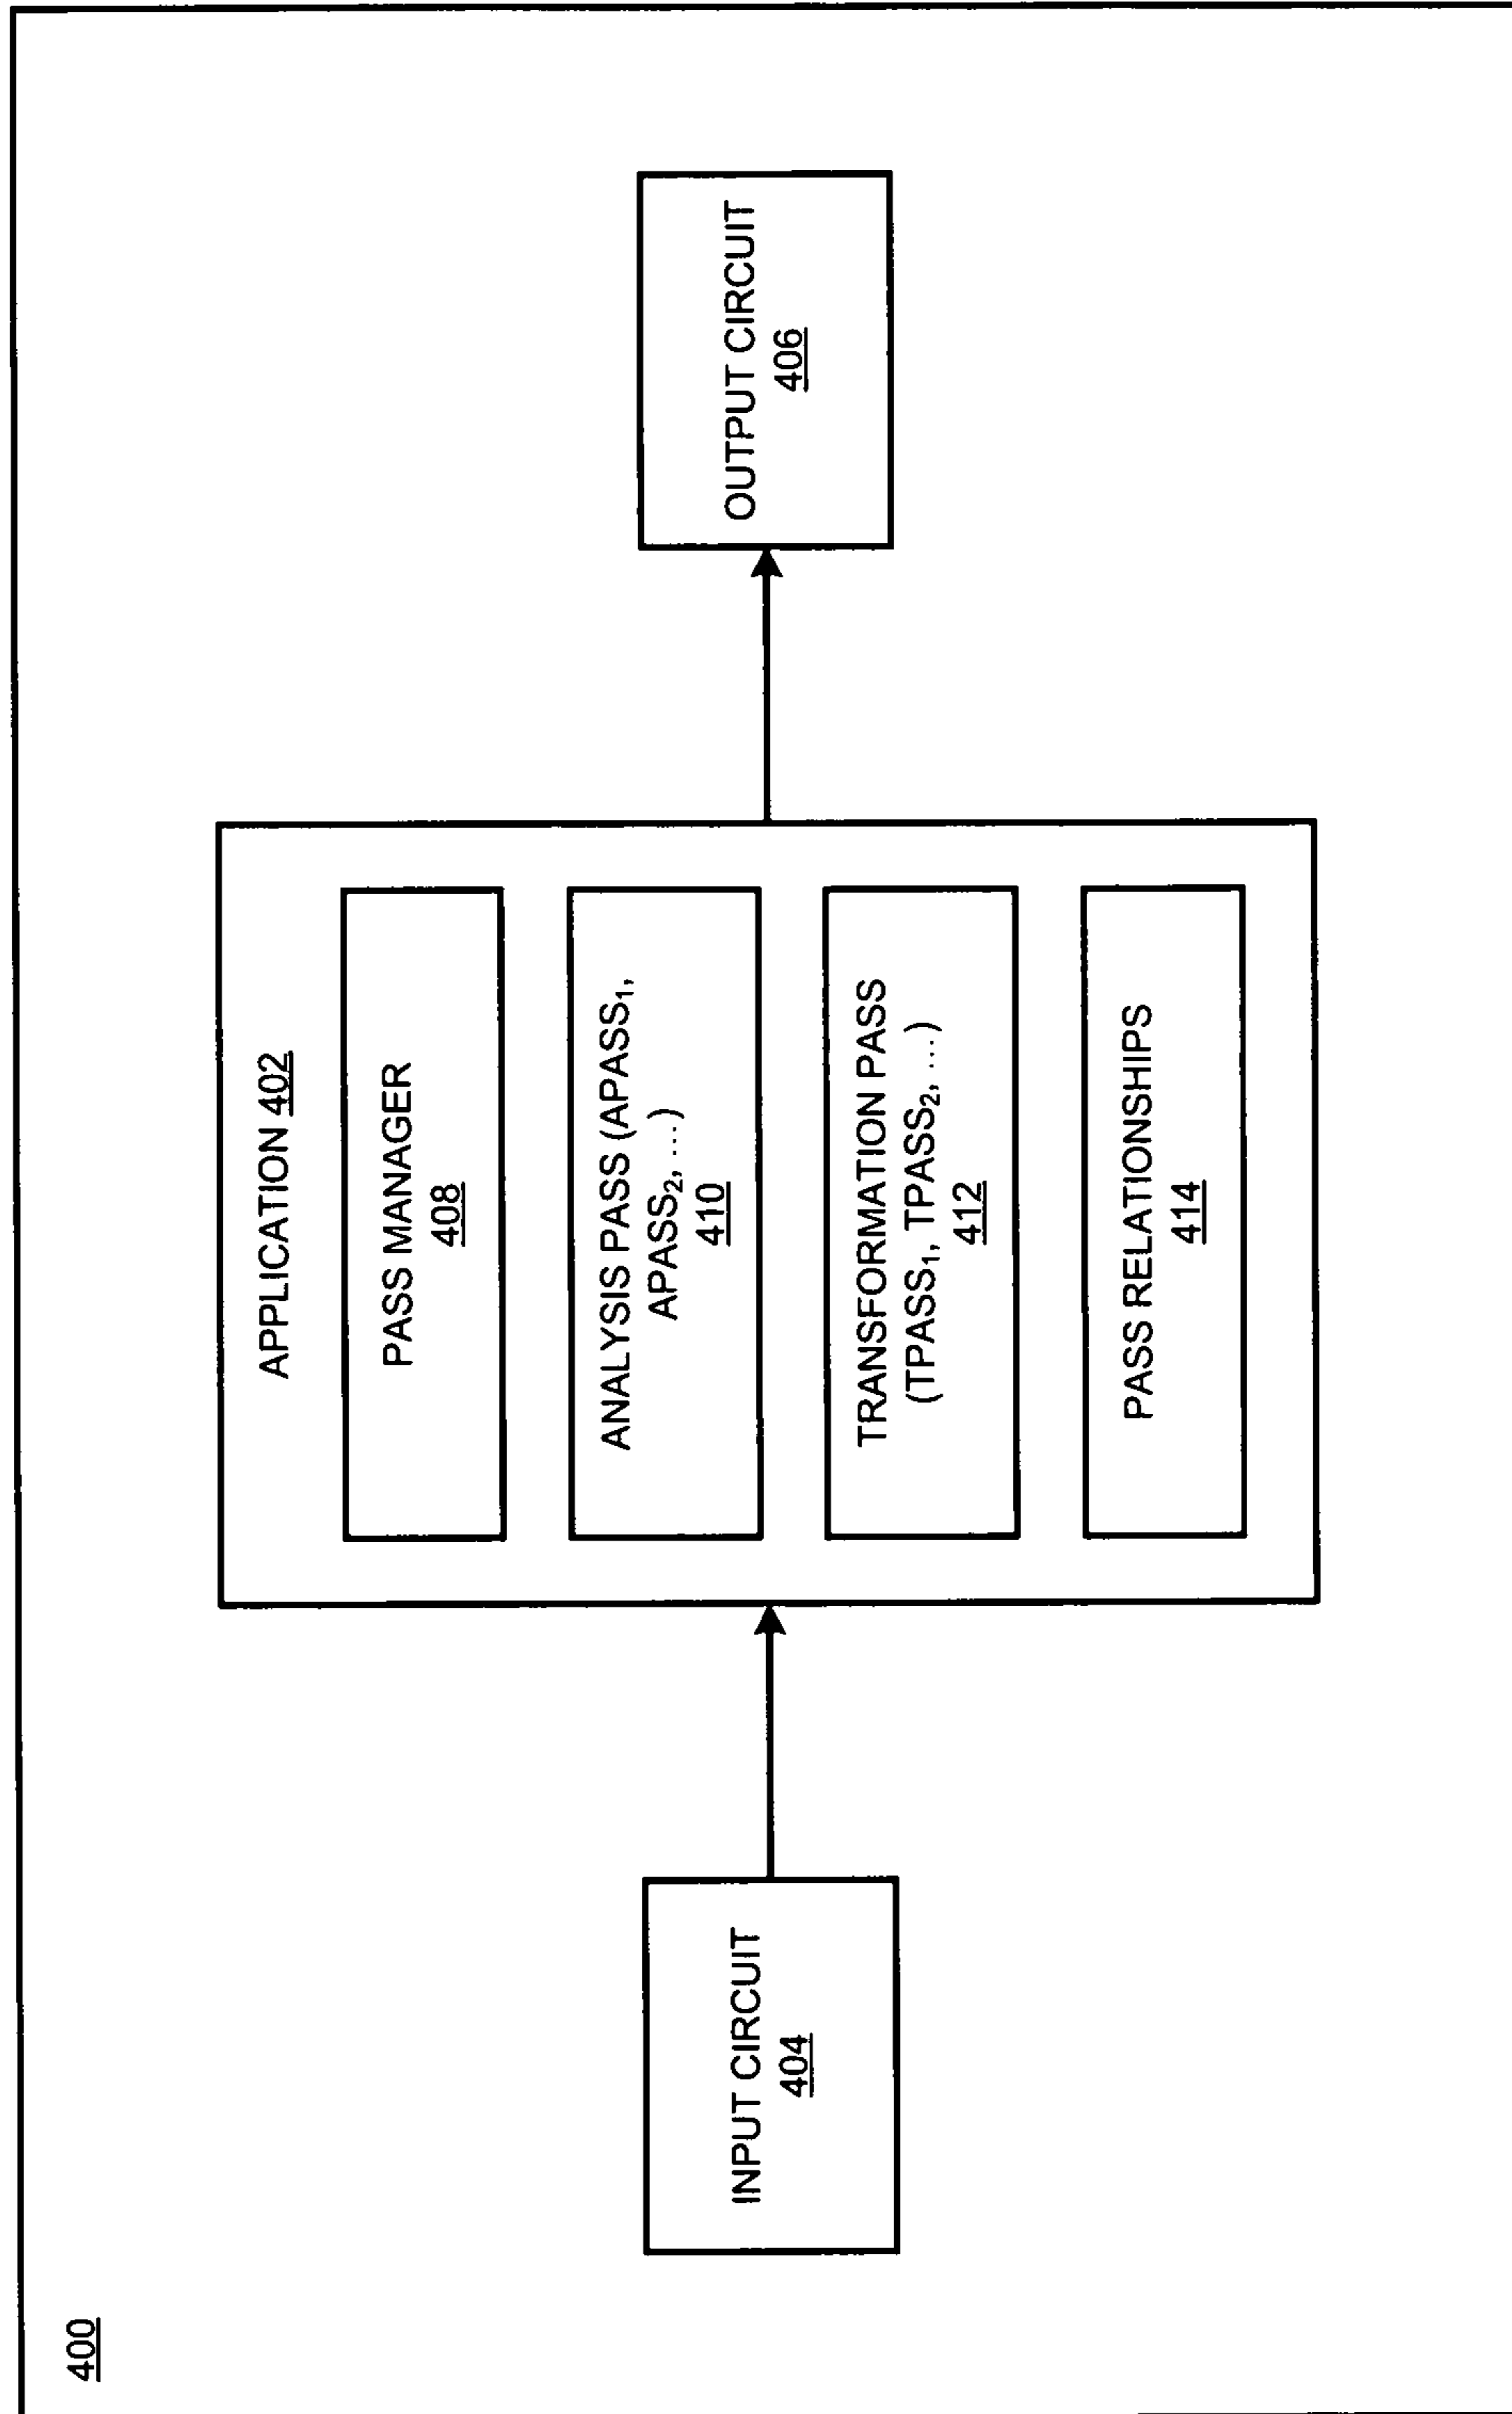 400
INPUT CIRCUIT
404
APPLICATION 402
PASS MANAGER
408
ANALYSIS PASS (APASS₁,
APASS₂, …)
410
TRANSFORMATION PASS
(TPASS₁, TPASS₂, …)
412
PASS RELATIONSHIPS
414
OUTPUT CIRCUIT
406